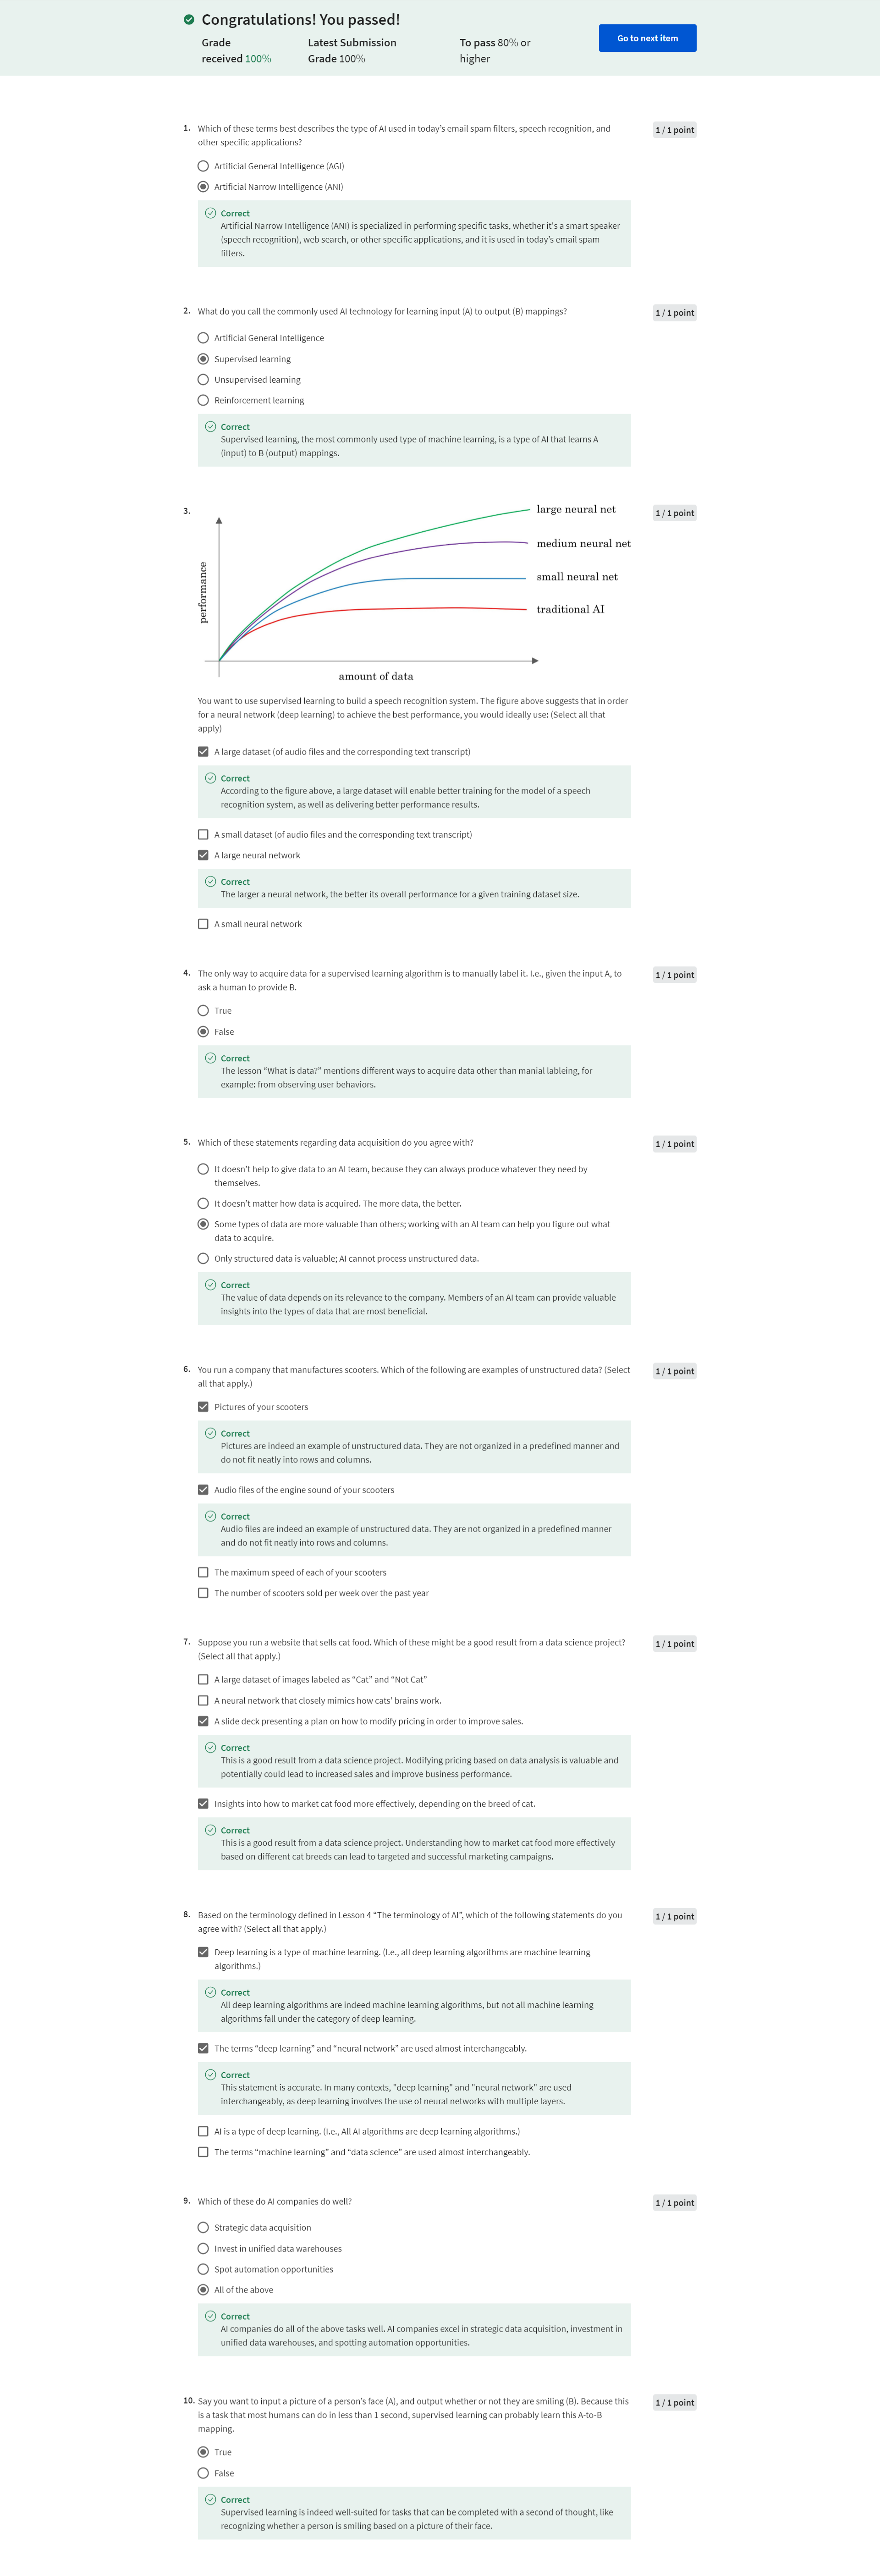 Congratulations! You passed!
Grade
received 100%
Latest Submission
Grade 100%
To pass 80% or
higher
Go to next item
1. Which of these terms best describes the type of AI used in today's email spam filters, speech recognition, and
other specific applications?
1 / 1 point
Artificial General Intelligence (AGI)
Artificial Narrow Intelligence (ANI)
Correct
Artificial Narrow Intelligence (ANI) is specialized in performing specific tasks, whether it's a smart speaker
(speech recognition), web search, or other specific applications, and it is used in today's email spam
filters.
2. What do you call the commonly used AI technology for learning input (A) to output (B) mappings?
1 / 1 point
Artificial General Intelligence
Supervised learning
Unsupervised learning
Reinforcement learning
Correct
Supervised learning, the most commonly used type of machine learning, is a type of AI that learns A
(input) to B (output) mappings.
3.
1 / 1 point
large neural net
medium neural net
small neural net
traditional AI
performance
amount of data
You want to use supervised learning to build a speech recognition system. The figure above suggests that in order
for a neural network (deep learning) to achieve the best performance, you would ideally use: (Select all that
apply)
A large dataset (of audio files and the corresponding text transcript)
Correct
According to the figure above, a large dataset will enable better training for the model of a speech
recognition system, as well as delivering better performance results.
A small dataset (of audio files and the corresponding text transcript)
A large neural network
Correct
The larger a neural network, the better its overall performance for a given training dataset size.
A small neural network
4. The only way to acquire data for a supervised learning algorithm is to manually label it. I.e., given the input A, to
ask a human to provide B.
1 / 1 point
True
False
Correct
The lesson "What is data?" mentions different ways to acquire data other than manial lableing, for
example: from observing user behaviors.
5. Which of these statements regarding data acquisition do you agree with?
1 / 1 point
It doesn't help to give data to an AI team, because they can always produce whatever they need by
themselves.
It doesn't matter how data is acquired. The more data, the better.
Some types of data are more valuable than others; working with an AI team can help you figure out what
data to acquire.
Only structured data is valuable; AI cannot process unstructured data.
Correct
The value of data depends on its relevance to the company. Members of an AI team can provide valuable
insights into the types of data that are most beneficial.
6. You run a company that manufactures scooters. Which of the following are examples of unstructured data? (Select
all that apply.)
1 / 1 point
Pictures of your scooters
Correct
Pictures are indeed an example of unstructured data. They are not organized in a predefined manner and
do not fit neatly into rows and columns.
Audio files of the engine sound of your scooters
Correct
Audio files are indeed an example of unstructured data. They are not organized in a predefined manner
and do not fit neatly into rows and columns.
The maximum speed of each of your scooters
The number of scooters sold per week over the past year
7. Suppose you run a website that sells cat food. Which of these might be a good result from a data science project?
(Select all that apply.)
1 / 1 point
A large dataset of images labeled as "Cat" and "Not Cat"
A neural network that closely mimics how cats' brains work.
A slide deck presenting a plan on how to modify pricing in order to improve sales.
Correct
This is a good result from a data science project. Modifying pricing based on data analysis is valuable and
potentially could lead to increased sales and improve business performance.
Insights into how to market cat food more effectively, depending on the breed of cat.
Correct
This is a good result from a data science project. Understanding how to market cat food more effectively
based on different cat breeds can lead to targeted and successful marketing campaigns.
8. Based on the terminology defined in Lesson 4 "The terminology of AI", which of the following statements do you
agree with? (Select all that apply.)
1 / 1 point
Deep learning is a type of machine learning. (I.e., all deep learning algorithms are machine learning
algorithms.)
Correct
All deep learning algorithms are indeed machine learning algorithms, but not all machine learning
algorithms fall under the category of deep learning.
The terms "deep learning" and "neural network" are used almost interchangeably.
Correct
This statement is accurate. In many contexts, "deep learning" and "neural network" are used
interchangeably, as deep learning involves the use of neural networks with multiple layers.
AI is a type of deep learning. (I.e., All AI algorithms are deep learning algorithms.)
The terms "machine learning" and "data science" are used almost interchangeably.
9. Which of these do AI companies do well?
1 / 1 point
Strategic data acquisition
Invest in unified data warehouses
Spot automation opportunities
All of the above
Correct
AI companies do all of the above tasks well. AI companies excel in strategic data acquisition, investment in
unified data warehouses, and spotting automation opportunities.
10. Say you want to input a picture of a person's face (A), and output whether or not they are smiling (B). Because this
is a task that most humans can do in less than 1 second, supervised learning can probably learn this A-to-B
mapping.
1 / 1 point
True
False
Correct
Supervised learning is indeed well-suited for tasks that can be completed with a second of thought, like
recognizing whether a person is smiling based on a picture of their face.